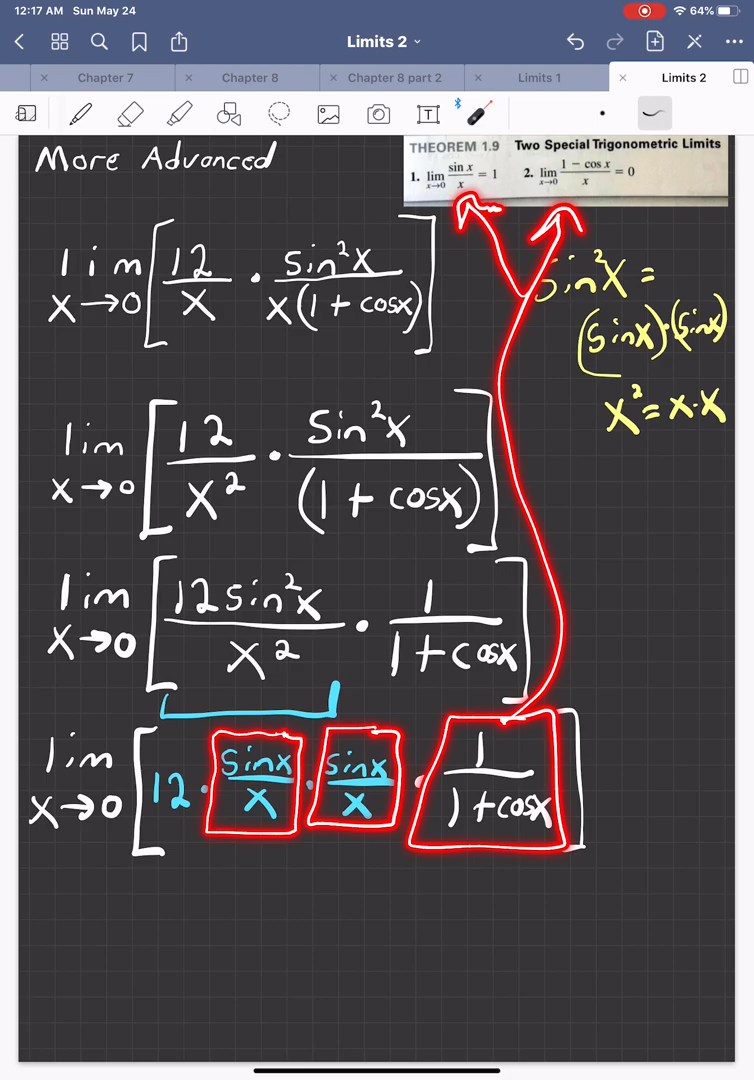 12:17 AM Sun May 24 64%
Limits 2
Chapter 7 Chapter 8 Chapter 8 part 2 Limits 1 Limits 2
T
More Advanced
THEOREM 1.9 Two Special Trigonometric Limits
1. lim x→0 sin x / x = 1 2. lim x→0 1 − cos x / x = 0
lim x→0 [12/x · sin²x / x(1 + cosx)]
sin²x =
(sinx)·(sinx)
x² = x·x
lim x→0 [12/x² · sin²x / (1 + cosx)]
lim x→0 [12sin²x / x² · 1 / 1 + cosx]
lim x→0 [12 · sinx/x · sinx/x · 1 / 1 + cosx]